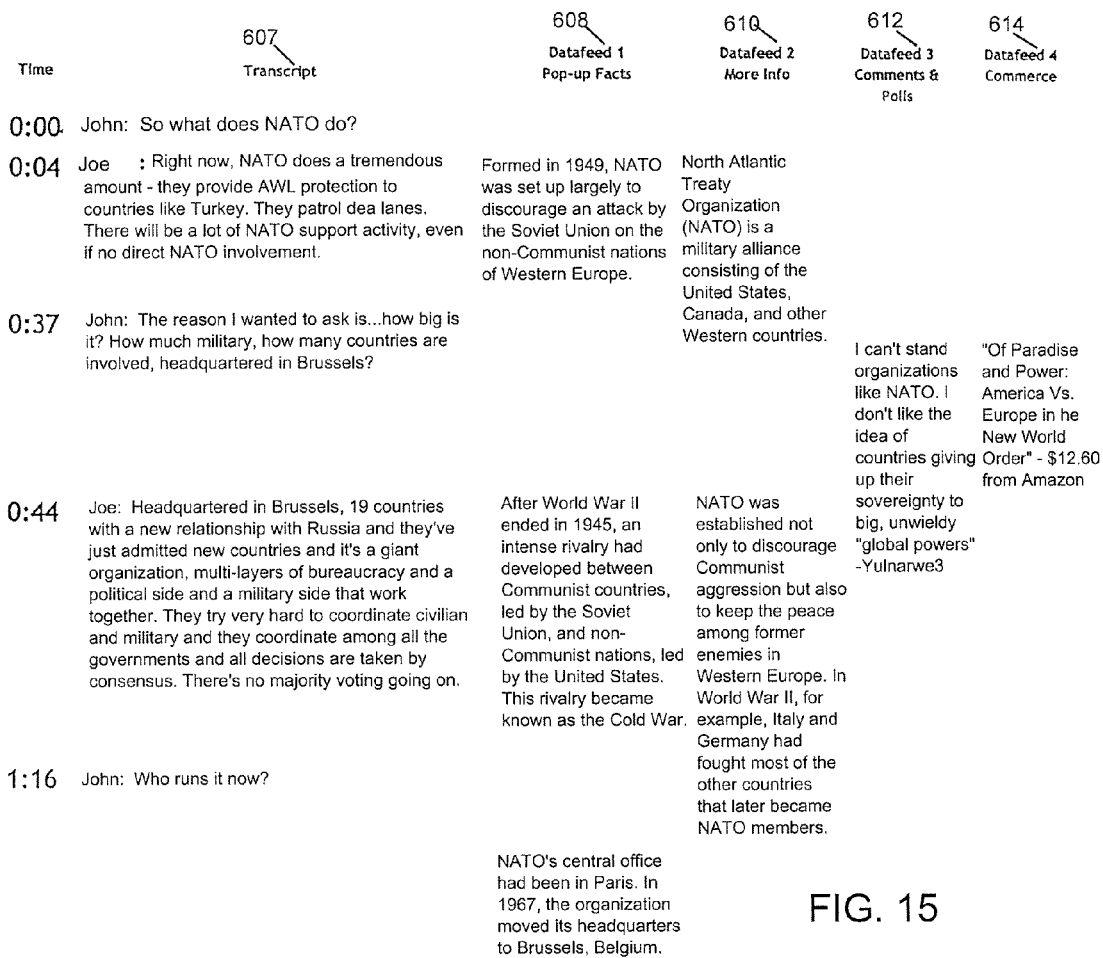 607
608
610
612
614
Time
Transcript
Datafeed 1
Pop-up Facts
Datafeed 2
More Info
Datafeed 3
Comments &
Polls
Datafeed 4
Commerce
0:00
John: So what does NATO do?
0:04
Joe : Right now, NATO does a tremendous
amount - they provide AWL protection to
countries like Turkey. They patrol dea lanes.
There will be a lot of NATO support activity, even
if no direct NATO involvement.
Formed in 1949, NATO
was set up largely to
discourage an attack by
the Soviet Union on the
non-Communist nations
of Western Europe.
North Atlantic
Treaty
Organization
(NATO) is a
military alliance
consisting of the
United States,
Canada, and other
Western countries.
0:37
John: The reason I wanted to ask is...how big is
it? How much military, how many countries are
involved, headquartered in Brussels?
I can't stand
organizations
like NATO. I
don't like the
idea of
countries giving
up their
sovereignty to
big, unwieldy
"global powers"
-Yulnarwe3
"Of Paradise
and Power:
America Vs.
Europe in he
New World
Order" - $12.60
from Amazon
0:44
Joe: Headquartered in Brussels, 19 countries
with a new relationship with Russia and they've
just admitted new countries and it's a giant
organization, multi-layers of bureaucracy and a
political side and a military side that work
together. They try very hard to coordinate civilian
and military and they coordinate among all the
governments and all decisions are taken by
consensus. There's no majority voting going on.
After World War II
ended in 1945, an
intense rivalry had
developed between
Communist countries,
led by the Soviet
Union, and non-
Communist nations, led
by the United States.
This rivalry became
known as the Cold War.
NATO was
established not
only to discourage
Communist
aggression but also
to keep the peace
among former
enemies in
Western Europe. In
World War II, for
example, Italy and
Germany had
fought most of the
other countries
that later became
NATO members.
1:16
John: Who runs it now?
NATO's central office
had been in Paris. In
1967, the organization
moved its headquarters
to Brussels, Belgium.
FIG. 15